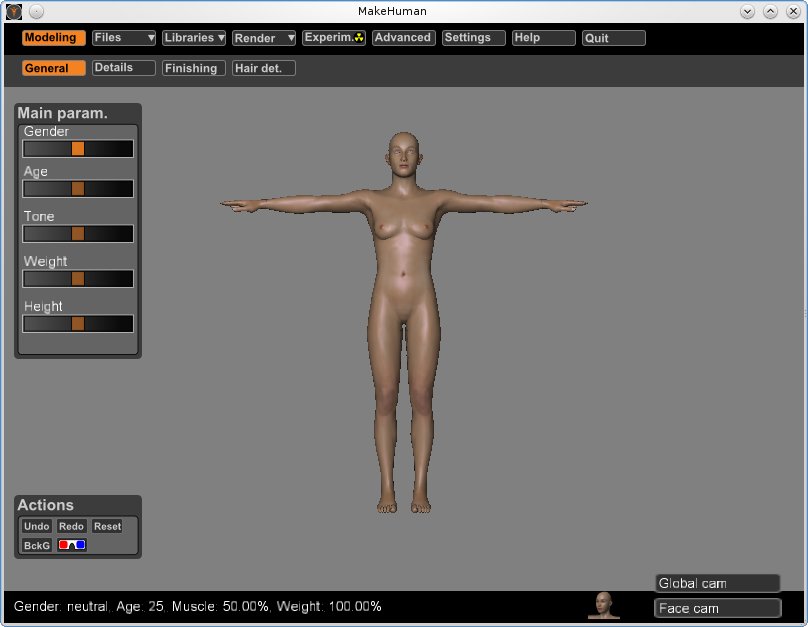 MakeHuman
Modeling Files Libraries Render Experim. Advanced Settings Help Quit
General Details Finishing Hair det.
Main param.
Gender
Age
Tone
Weight
Height
Actions
Undo Redo Reset
BckG
Global cam
Face cam
Gender: neutral, Age: 25, Muscle: 50.00%, Weight: 100.00%